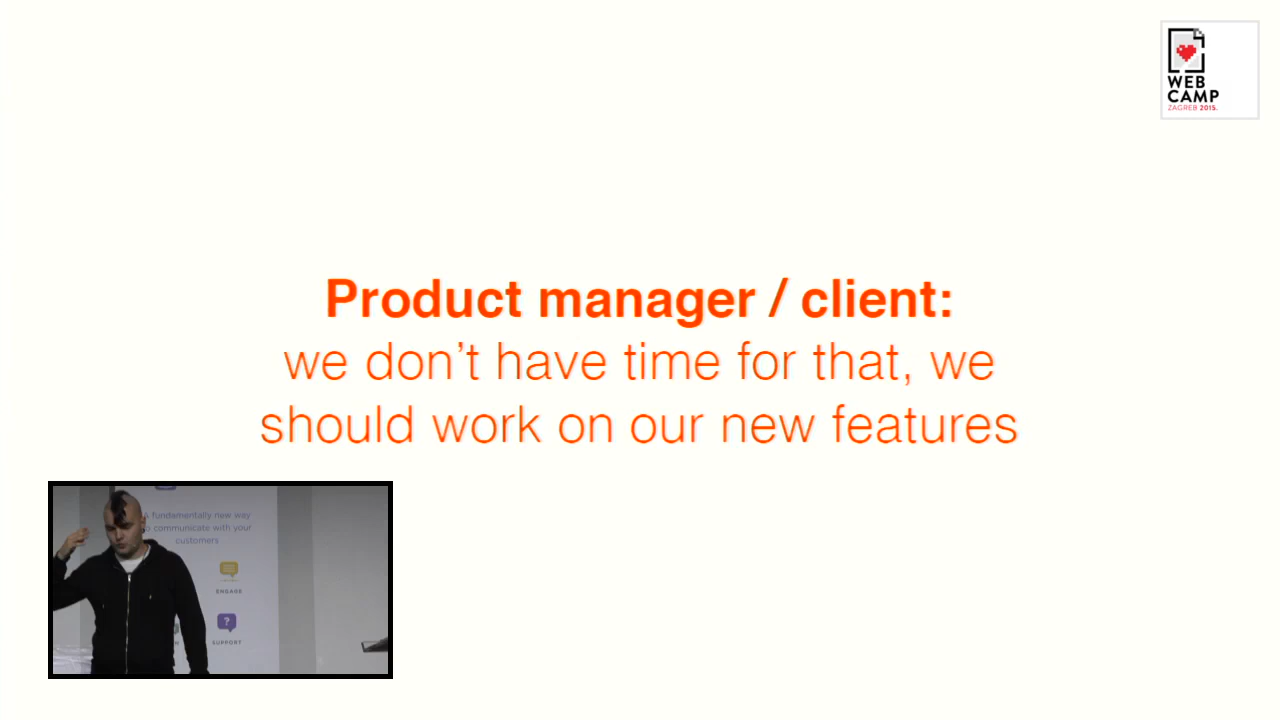 WEB
CAMP
ZAGREB 2015.
Product manager / client:
we don't have time for that, we
should work on our new features
A fundamentally new way
to communicate with your
customers
ENGAGE
?
SUPPORT